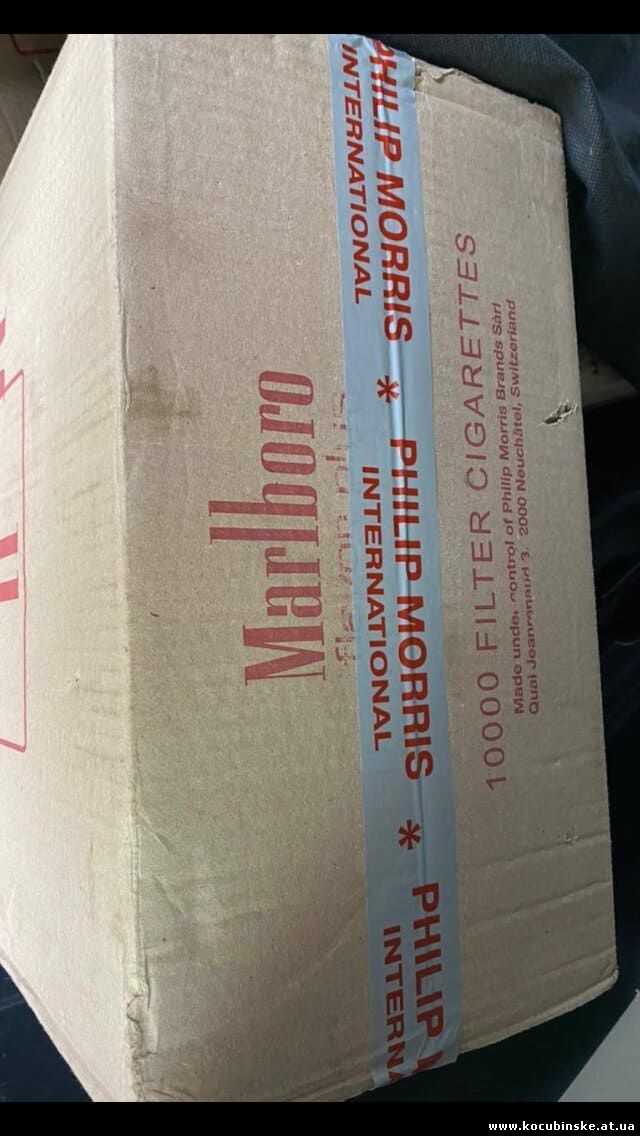 PHILIP MORRIS * PHILIP MORRIS * PHILIP
INTERNATIONAL INTERNATIONAL INTERNA
Marlboro
10000 FILTER CIGARETTES
Made under control of Philip Morris Brands Sàrl
Quai Jeanrenaud 3, 2000 Neuchâtel, Switzerland
www.kocubinske.at.ua